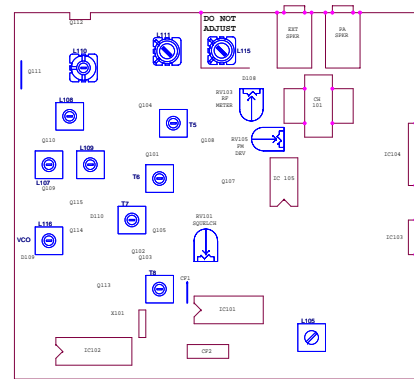 DO NOT
ADJUST
Q112
EXT
SPKR
PA
SPKR
L110
L111
L115
Q111
D108
RV103
RF
METER
L108
Q104
T5
CH
101
Q110
Q108
RV105
FM
DEV
L107
L109
Q101
IC104
Q109
T6
Q107
IC 105
Q115
D110
T7
RV101
SQUELCH
L116
VCO
Q114
Q105
IC103
D109
Q102
Q103
T8
CF1
Q113
X101
IC101
L105
IC102
CF2